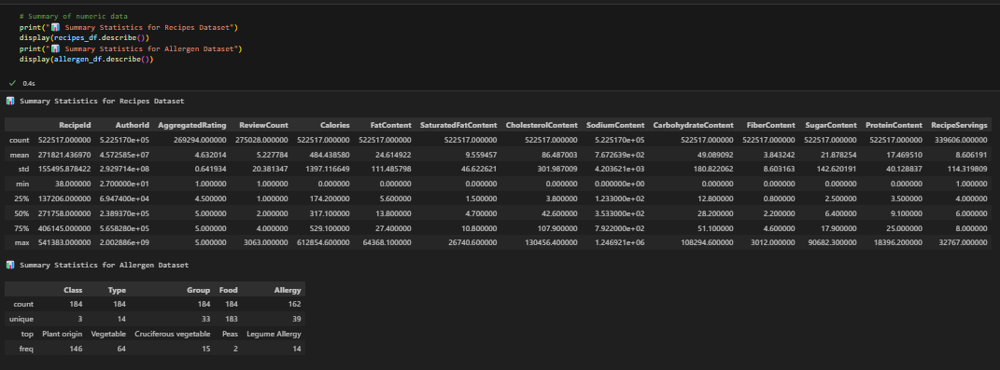 # Summary of numeric data
print("📊 Summary Statistics for Recipes Dataset")
display(recipes_df.describe())
print("📊 Summary Statistics for Allergen Dataset")
display(allergen_df.describe())
✓ 0.4s
📊 Summary Statistics for Recipes Dataset
RecipeId AuthorId AggregatedRating ReviewCount Calories FatContent SaturatedFatContent CholesterolContent SodiumContent CarbohydrateContent FiberContent SugarContent ProteinContent RecipeServings
count 522517.000000 5.225170e+05 269294.000000 275028.000000 522517.000000 522517.000000 522517.000000 522517.000000 5.225170e+05 522517.000000 522517.000000 522517.000000 522517.000000 339606.000000
mean 271821.436970 4.572585e+07 4.632014 5.227784 484.438580 24.614922 9.559457 86.487003 7.672639e+02 49.089092 3.843242 21.878254 17.469510 8.606191
std 155495.878422 2.929714e+08 0.641934 20.381347 1397.116649 111.485798 46.622621 301.987009 4.203621e+03 180.822062 8.603163 142.620191 40.128837 114.319809
min 38.000000 2.700000e+01 1.000000 1.000000 0.000000 0.000000 0.000000 0.000000 0.000000e+00 0.000000 0.000000 0.000000 0.000000 1.000000
25% 137206.000000 6.947400e+04 4.500000 1.000000 174.200000 5.600000 1.500000 3.800000 1.233000e+02 12.800000 0.800000 2.500000 3.500000 4.000000
50% 271758.000000 2.389370e+05 5.000000 2.000000 317.100000 13.800000 4.700000 42.600000 3.533000e+02 28.200000 2.200000 6.400000 9.100000 6.000000
75% 406145.000000 5.658280e+05 5.000000 4.000000 529.100000 27.400000 10.800000 107.900000 7.922000e+02 51.100000 4.600000 17.900000 25.000000 8.000000
max 541383.000000 2.002886e+09 5.000000 3063.000000 612854.600000 64368.100000 26740.600000 130456.400000 1.246921e+06 108294.600000 3012.000000 90682.300000 18396.200000 32767.000000
📊 Summary Statistics for Allergen Dataset
Class Type Group Food Allergy
count 184 184 184 184 162
unique 3 14 33 183 39
top Plant origin Vegetable Cruciferous vegetable Peas Legume Allergy
freq 146 64 15 2 14